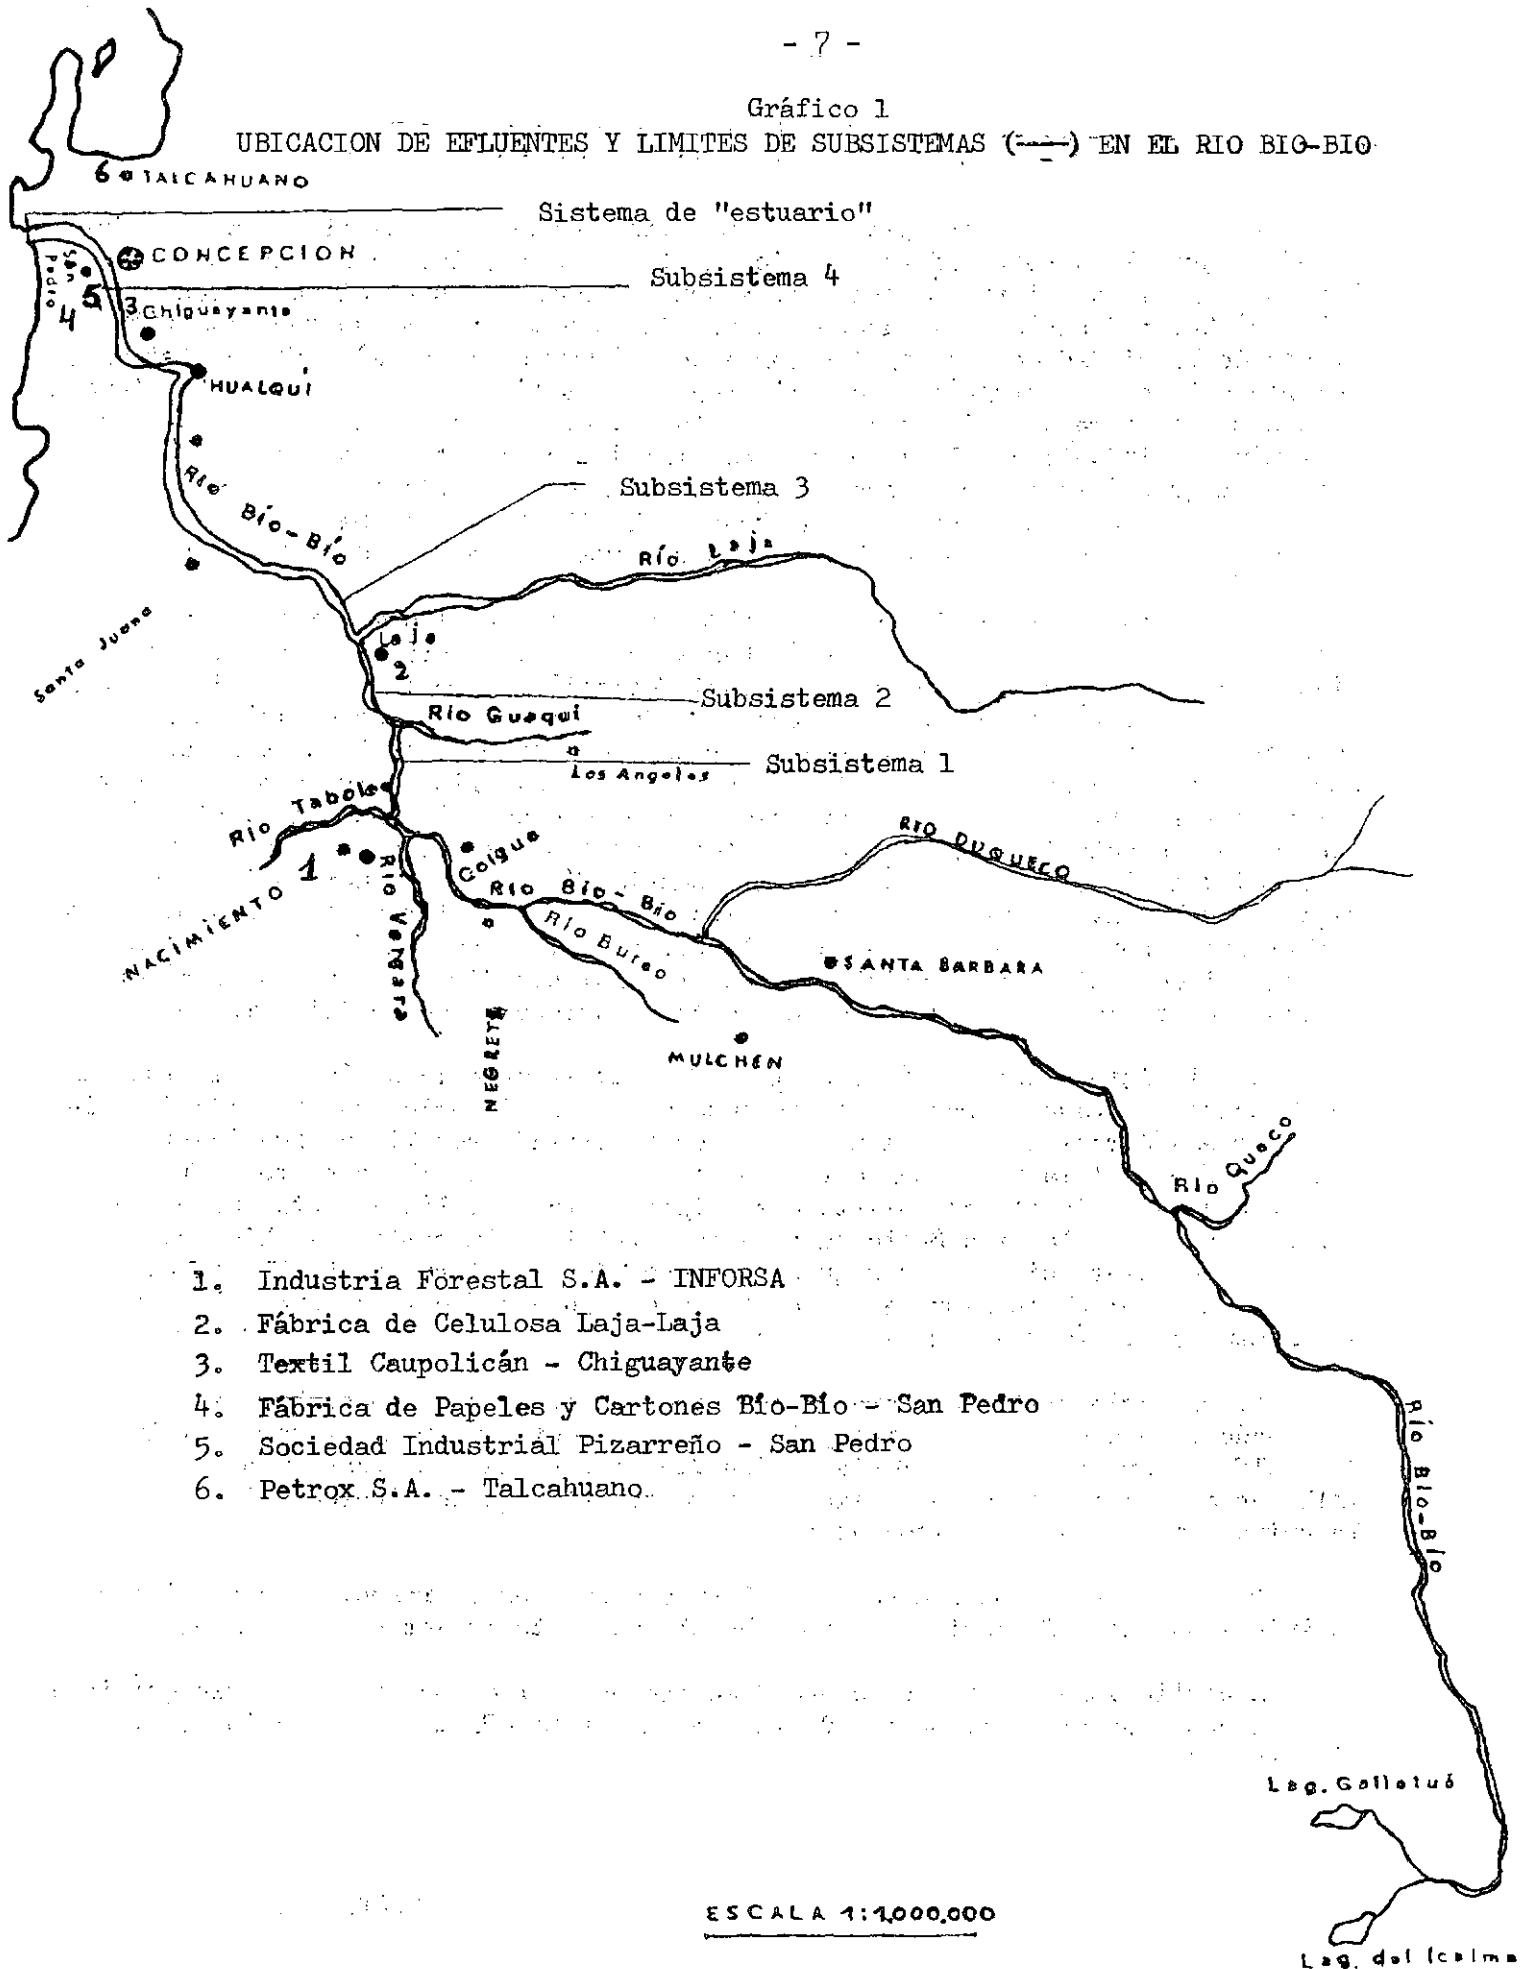 - 7 -
Gráfico 1
UBICACION DE EFLUENTES Y LIMITES DE SUBSISTEMAS (---) EN EL RIO BIO-BIO
6 TALCAHUANO
Sistema de "estuario"
CONCEPCION
Subsistema 4
San Pedro
5
4
3 Chiguayante
HUALQUI
Río Bío-Bío
Subsistema 3
Río Laja
Santa Juana
Laja
2
Subsistema 2
Río Guaqui
Subsistema 1
Los Angeles
Río Taboleo
RIO DUQUECO
Coigue
1
NACIMIENTO
Río Vergara
Río Bío-Bío
Río Bureo
SANTA BARBARA
NEGRETE
MULCHEN
Río Queco
1. Industria Forestal S.A. - INFORSA
2. Fábrica de Celulosa Laja-Laja
3. Textil Caupolicán - Chiguayante
4. Fábrica de Papeles y Cartones Bío-Bío - San Pedro
5. Sociedad Industrial Pizarreño - San Pedro
6. Petrox S.A. - Talcahuano
Río Bío-Bío
Lag. Galletué
ESCALA 1:1,000,000
Lag. del Icalma